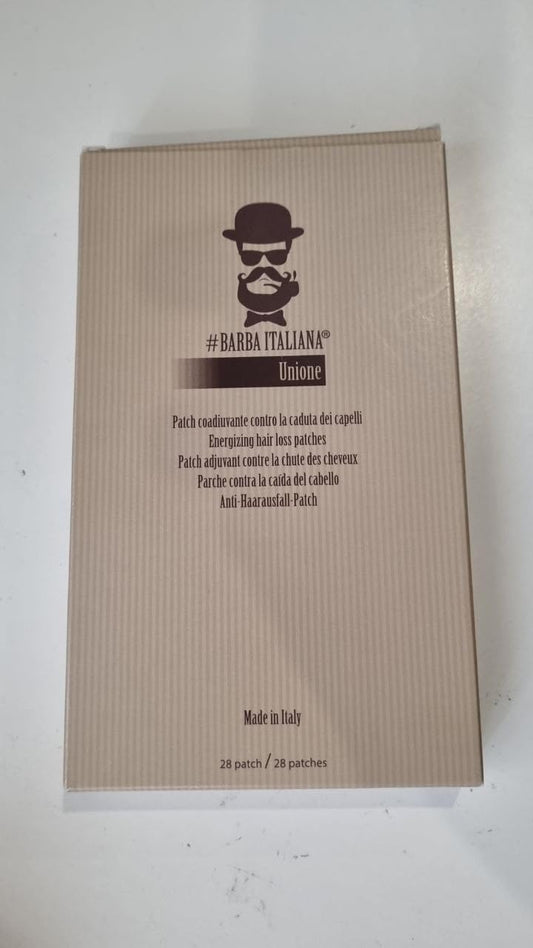 #BARBA ITALIANA®
Unione
Patch coadiuvante contro la caduta dei capelli
Energizing hair loss patches
Patch adjuvant contre la chute des cheveux
Parche contra la caída del cabello
Anti-Haarausfall-Patch
Made in Italy
28 patch / 28 patches